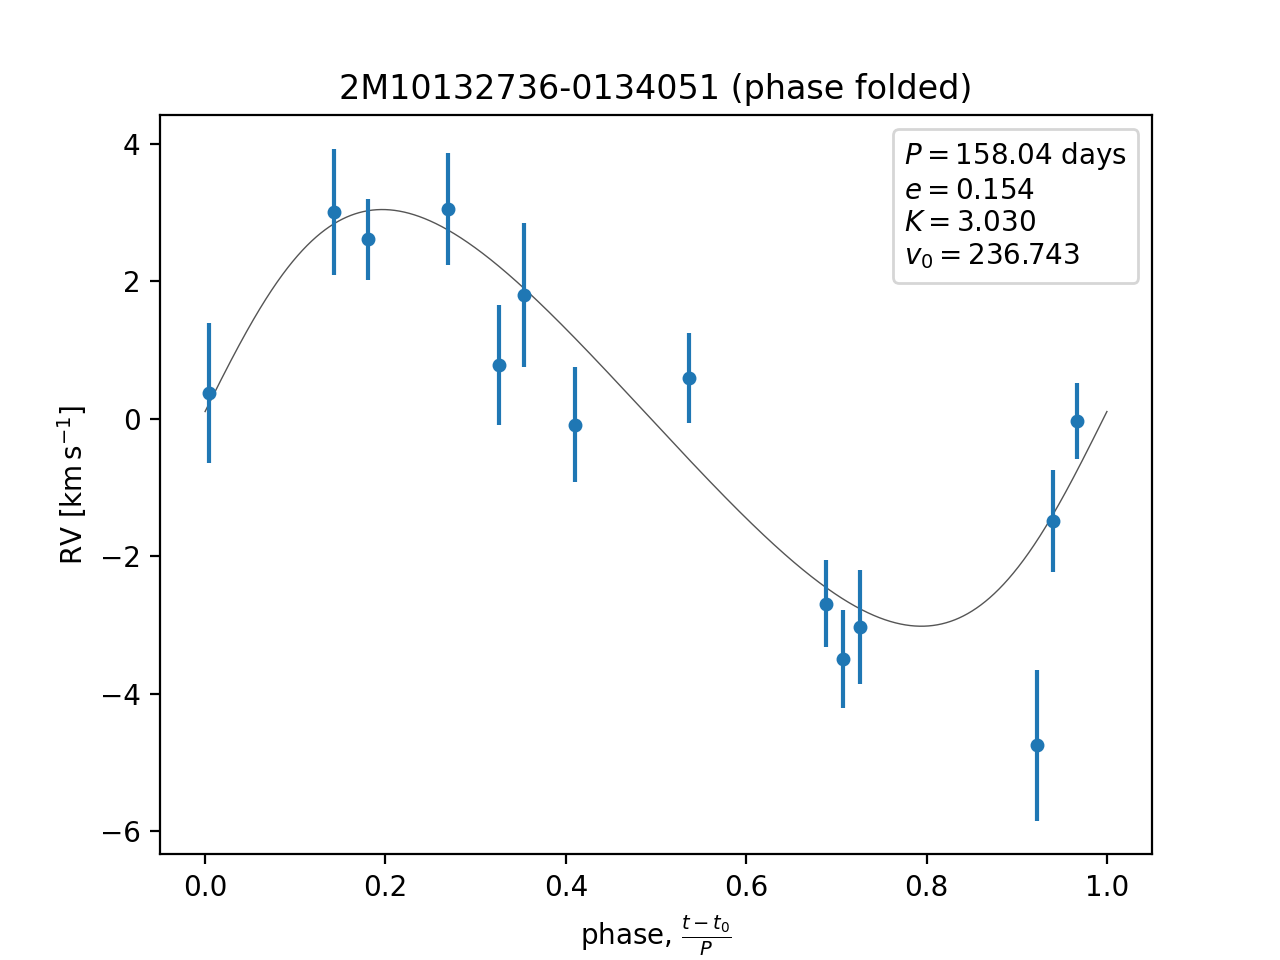 2M10132736-0134051 (phase folded)
P = 158.04 days
e = 0.154
K = 3.030
v₀ = 236.743
RV [km s⁻¹]
4
2
0
−2
−4
−6
0.0 0.2 0.4 0.6 0.8 1.0
phase, (t − t₀)/P